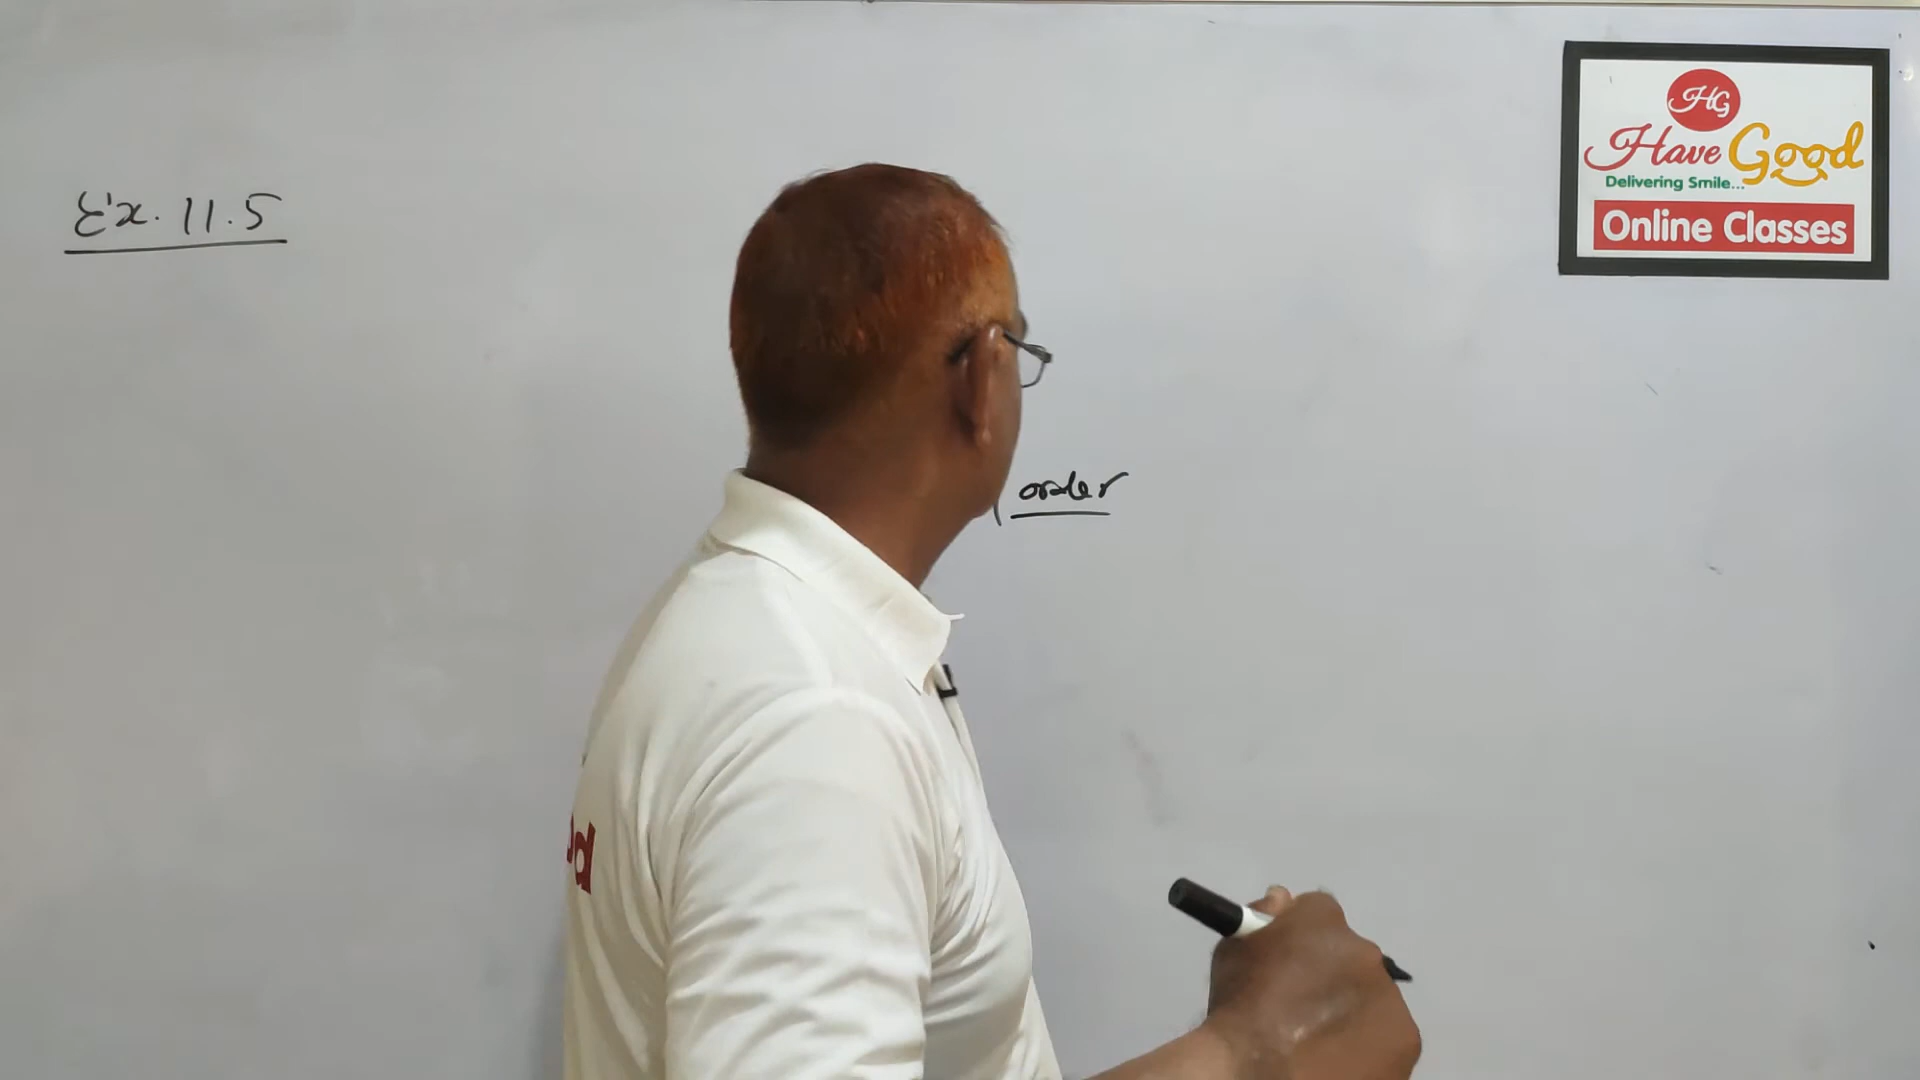 HG
Have Good
Delivering Smile...
Online Classes
Ex. 11.5
order